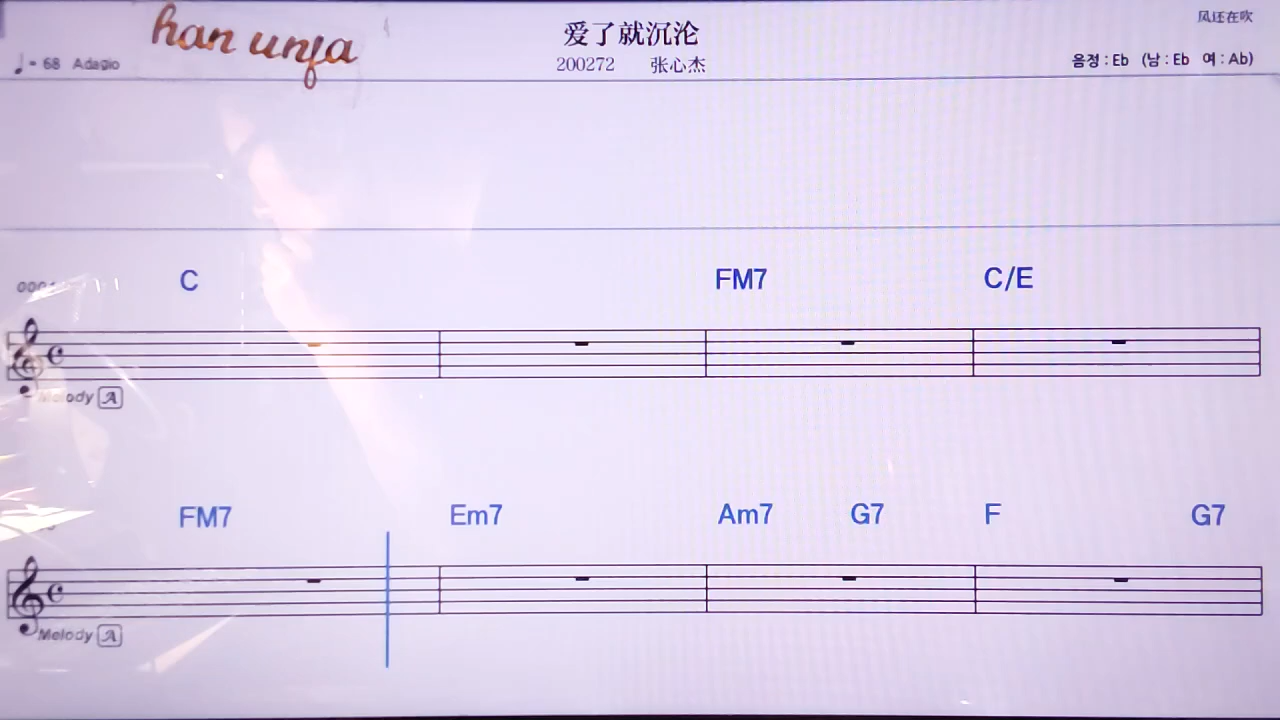 han unja
爱了就沉沦
风还在吹
♩= 68 Adagio
200272 张心杰
음정 : Eb (남 : Eb 여 : Ab)
C FM7 C/E
Melody A
FM7 Em7 Am7 G7 F G7
Melody A